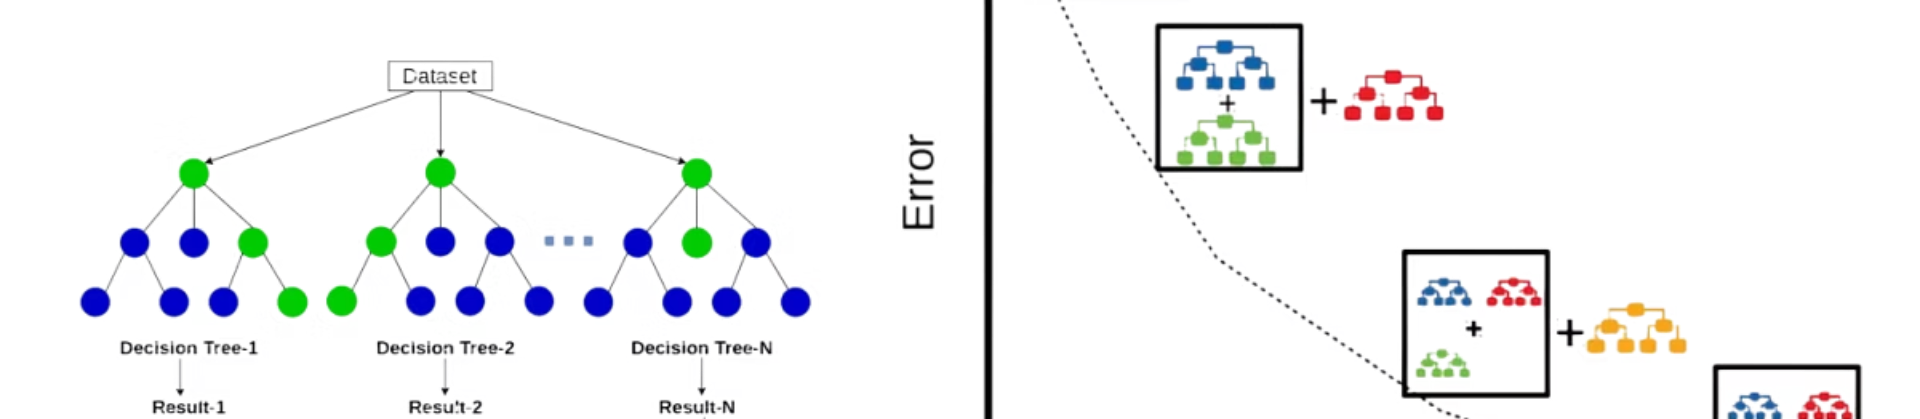 Dataset
Decision Tree-1
Decision Tree-2
Decision Tree-N
Result-1
Result-2
Result-N
Error
+
+
+
+